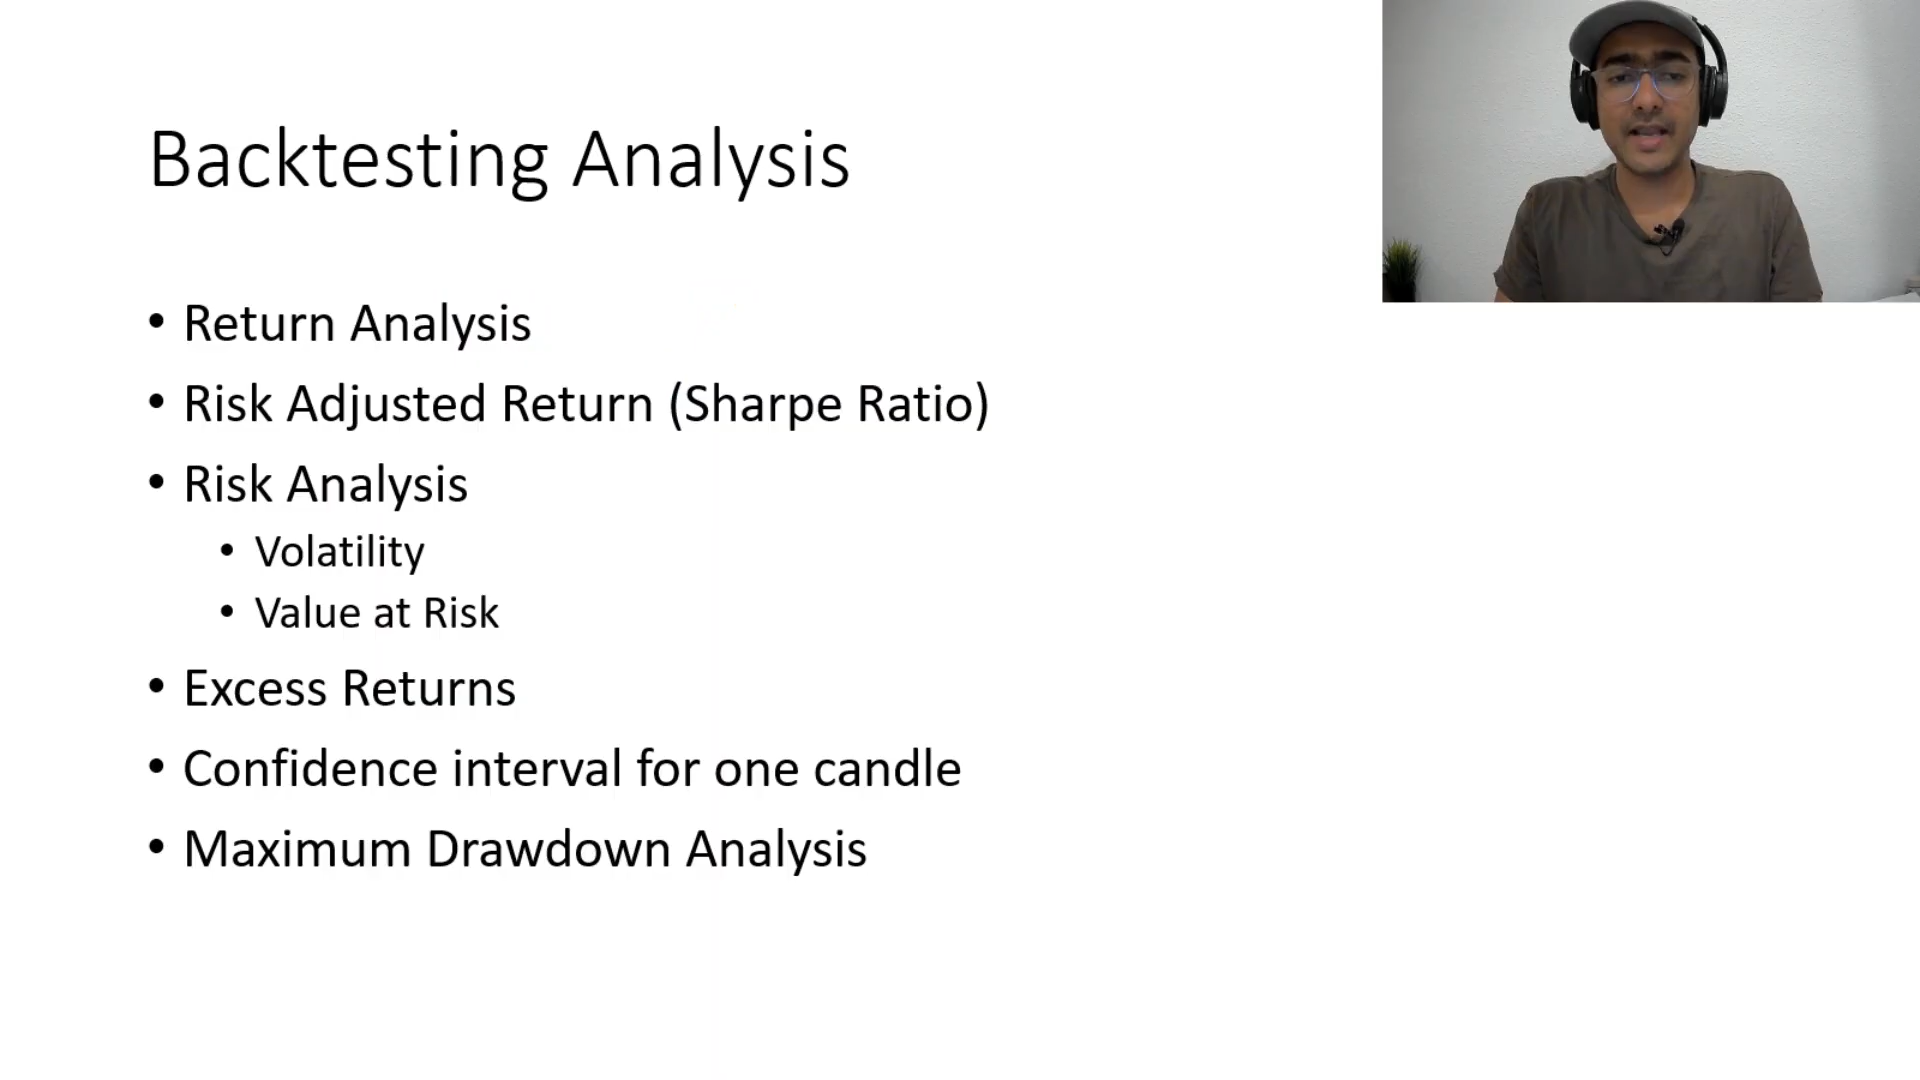 Backtesting Analysis
• Return Analysis
• Risk Adjusted Return (Sharpe Ratio)
• Risk Analysis
• Volatility
• Value at Risk
• Excess Returns
• Confidence interval for one candle
• Maximum Drawdown Analysis